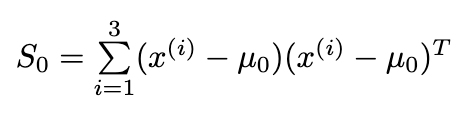 $S_0 = \sum_{i=1}^{3} (x^{(i)} - \mu_0)(x^{(i)} - \mu_0)^T$